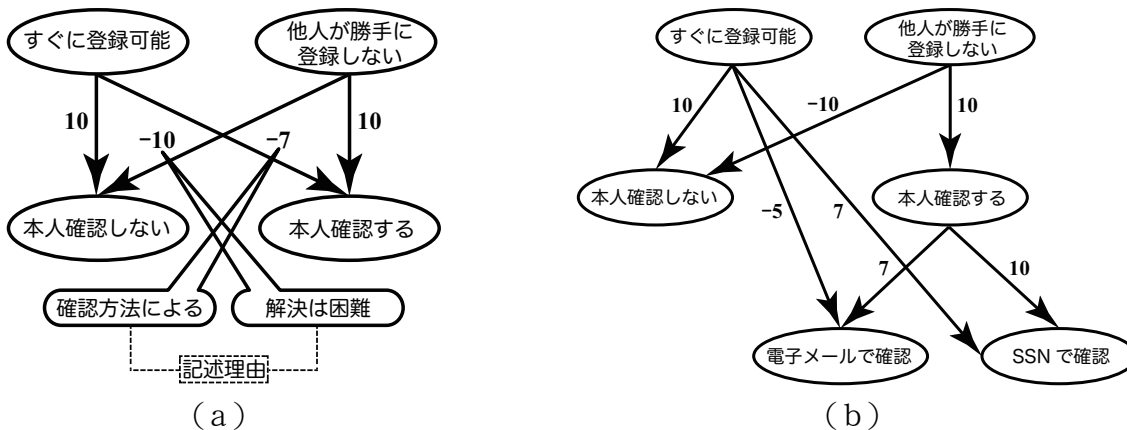 すぐに登録可能
他人が勝手に
登録しない
10
−10
−7
10
本人確認しない
本人確認する
確認方法による
解決は困難
記述理由
(a)
すぐに登録可能
他人が勝手に
登録しない
10
−10
10
本人確認しない
本人確認する
−5
7
7
10
電子メールで確認
SSNで確認
(b)